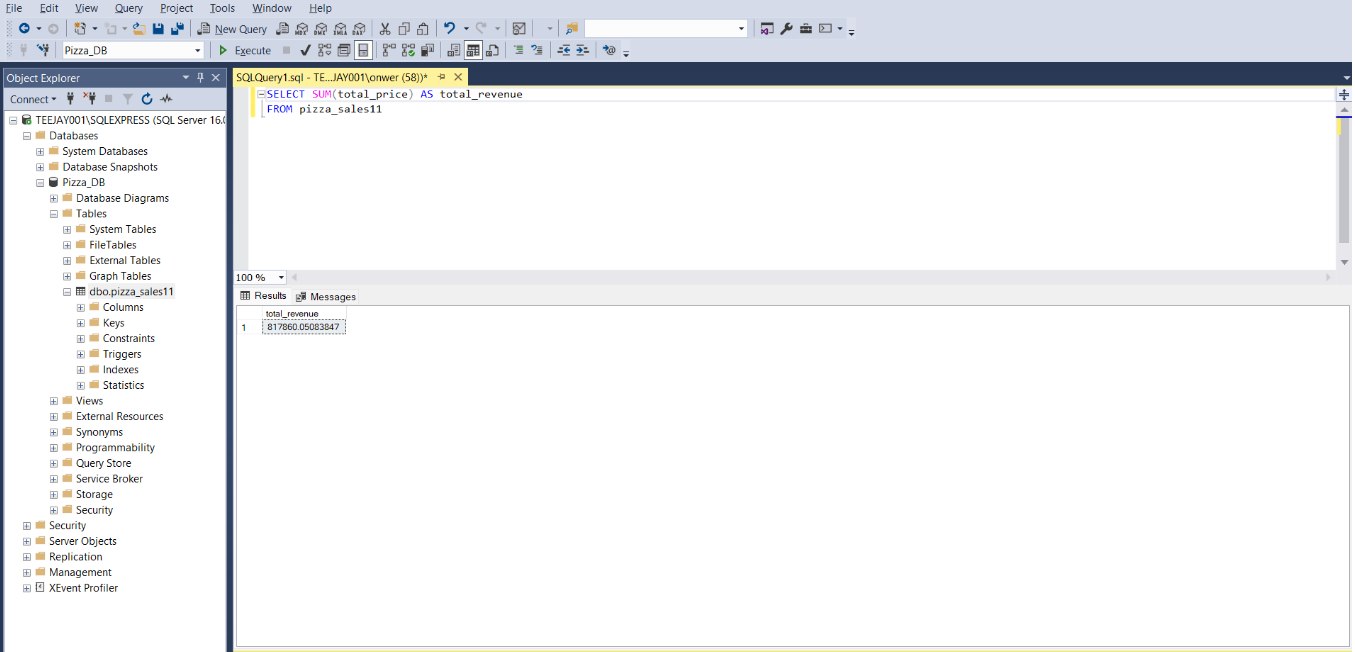 File Edit View Query Project Tools Window Help
New Query MDX DMX XMLA DAX
Pizza_DB Execute
Object Explorer
Connect
TEEJAY001\SQLEXPRESS (SQL Server 16.0
Databases
System Databases
Database Snapshots
Pizza_DB
Database Diagrams
Tables
System Tables
FileTables
External Tables
Graph Tables
dbo.pizza_sales11
Columns
Keys
Constraints
Triggers
Indexes
Statistics
Views
External Resources
Synonyms
Programmability
Query Store
Service Broker
Storage
Security
Security
Server Objects
Replication
Management
XEvent Profiler
SQLQuery1.sql - TE...JAY001\onwer (58))*
SELECT SUM(total_price) AS total_revenue
FROM pizza_sales11
100 %
Results Messages
total_revenue
1 817860.05083847